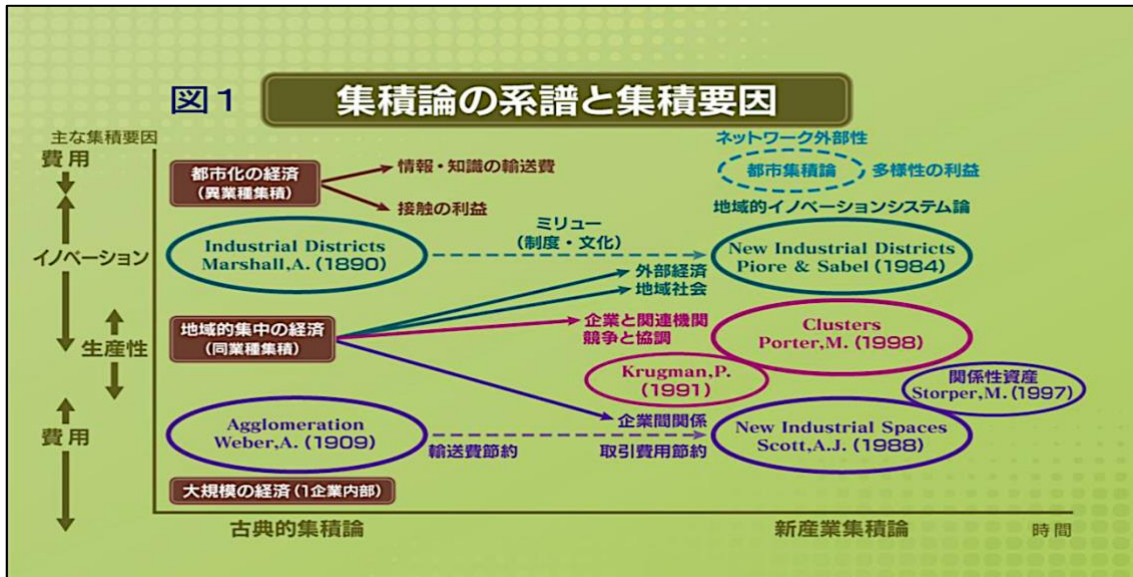 図1
集積論の系譜と集積要因
主な集積要因
費用
イノベーション
生産性
費用
都市化の経済
(異業種集積)
情報・知識の輸送費
接触の利益
ネットワーク外部性
都市集積論
多様性の利益
地域的イノベーションシステム論
Industrial Districts
Marshall,A. (1890)
ミリュー
(制度・文化)
New Industrial Districts
Piore & Sabel (1984)
外部経済
地域社会
地域的集中の経済
(同業種集積)
企業と関連機関
競争と協調
Clusters
Porter,M. (1998)
Krugman,P.
(1991)
関係性資産
Storper,M. (1997)
Agglomeration
Weber,A. (1909)
輸送費節約
企業間関係
取引費用節約
New Industrial Spaces
Scott,A.J. (1988)
大規模の経済(1企業内部)
古典的集積論
新産業集積論
時間